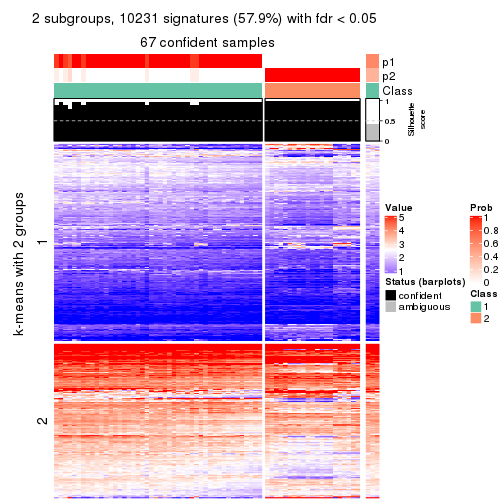 2 subgroups, 10231 signatures (57.9%) with fdr < 0.05
67 confident samples
p1
p2
Class
1
0.5
0
Silhouette
score
k-means with 2 groups
1
2
Value
5
4
3
2
1
Status (barplots)
confident
ambiguous
Prob
1
0.8
0.6
0.4
0.2
0
Class
1
2